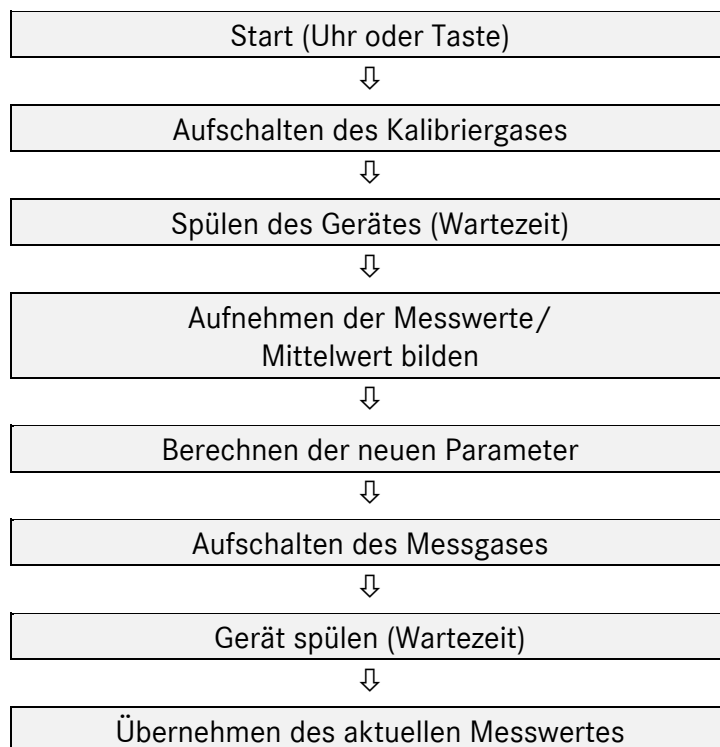 Start (Uhr oder Taste)
⇩
Aufschalten des Kalibriergases
⇩
Spülen des Gerätes (Wartezeit)
⇩
Aufnehmen der Messwerte/
Mittelwert bilden
⇩
Berechnen der neuen Parameter
⇩
Aufschalten des Messgases
⇩
Gerät spülen (Wartezeit)
⇩
Übernehmen des aktuellen Messwertes